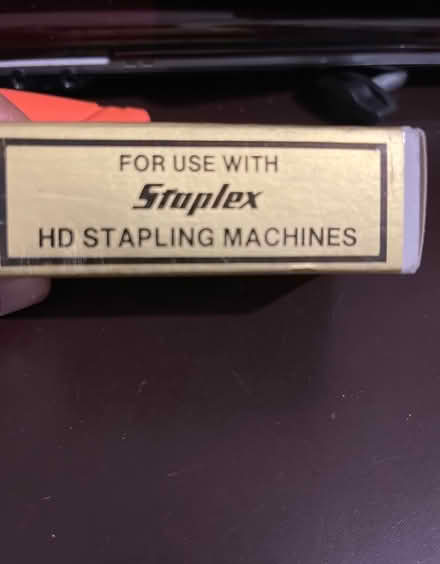 FOR USE WITH
Staplex
HD STAPLING MACHINES